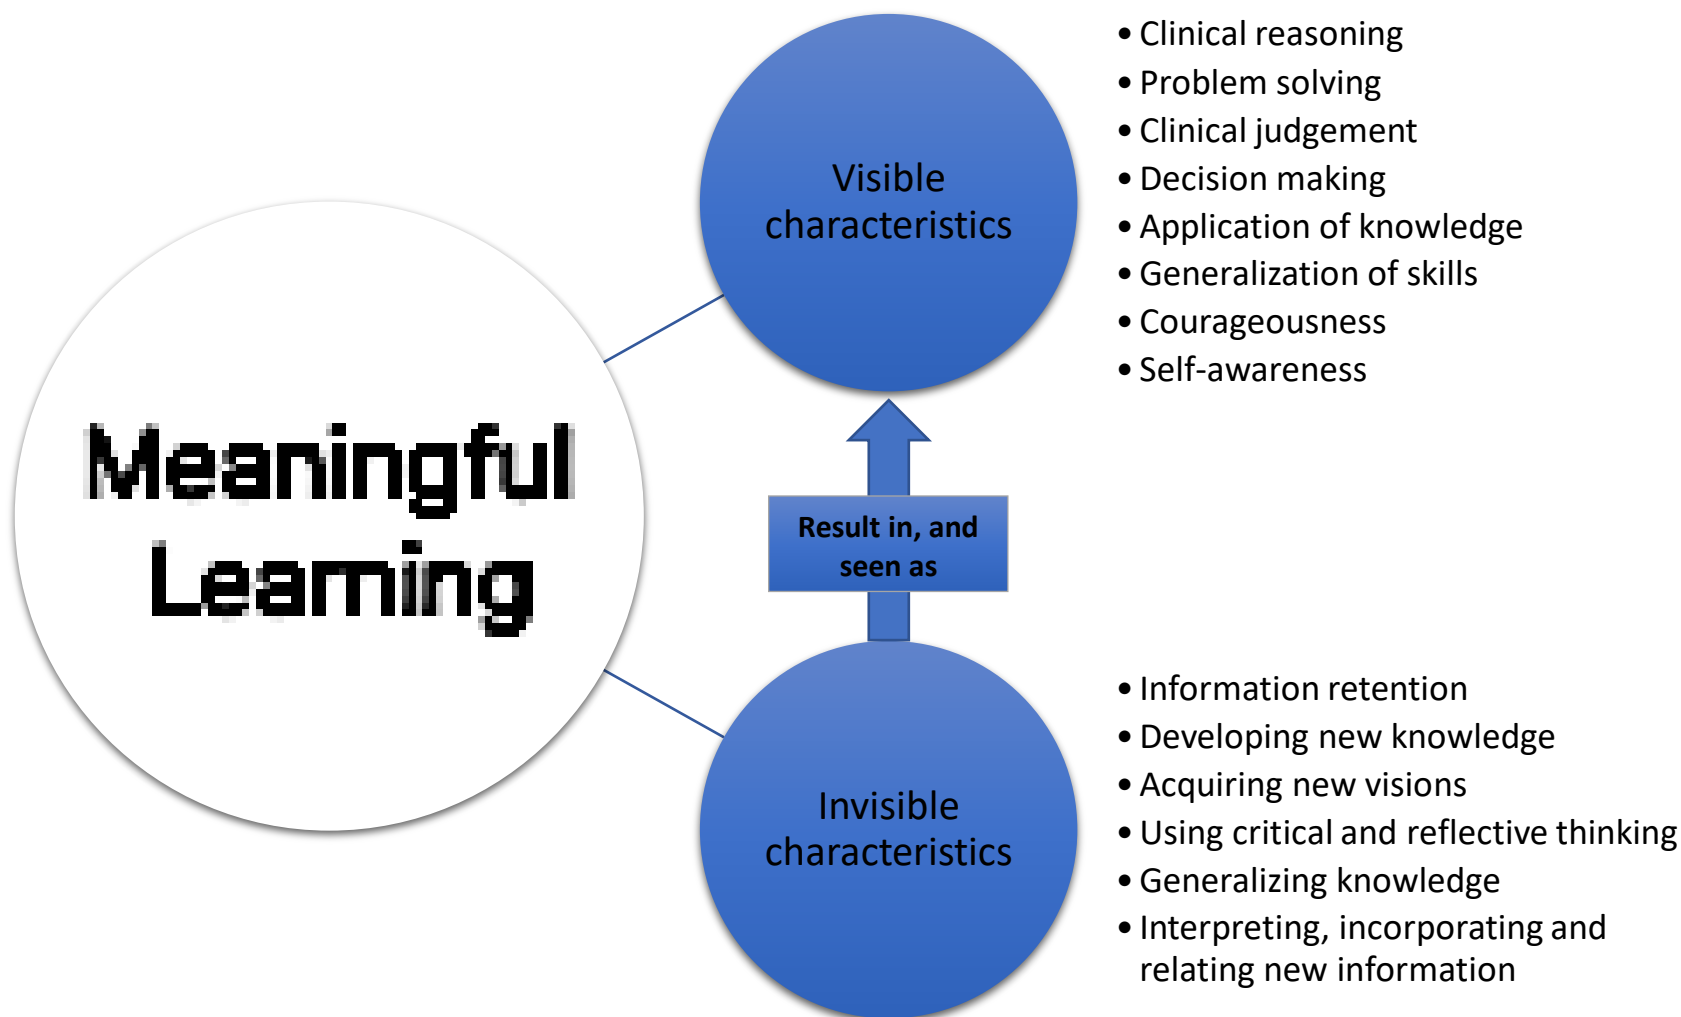 Meaningful
Learning
Visible
characteristics
• Clinical reasoning
• Problem solving
• Clinical judgement
• Decision making
• Application of knowledge
• Generalization of skills
• Courageousness
• Self-awareness
Result in, and
seen as
Invisible
characteristics
• Information retention
• Developing new knowledge
• Acquiring new visions
• Using critical and reflective thinking
• Generalizing knowledge
• Interpreting, incorporating and
relating new information